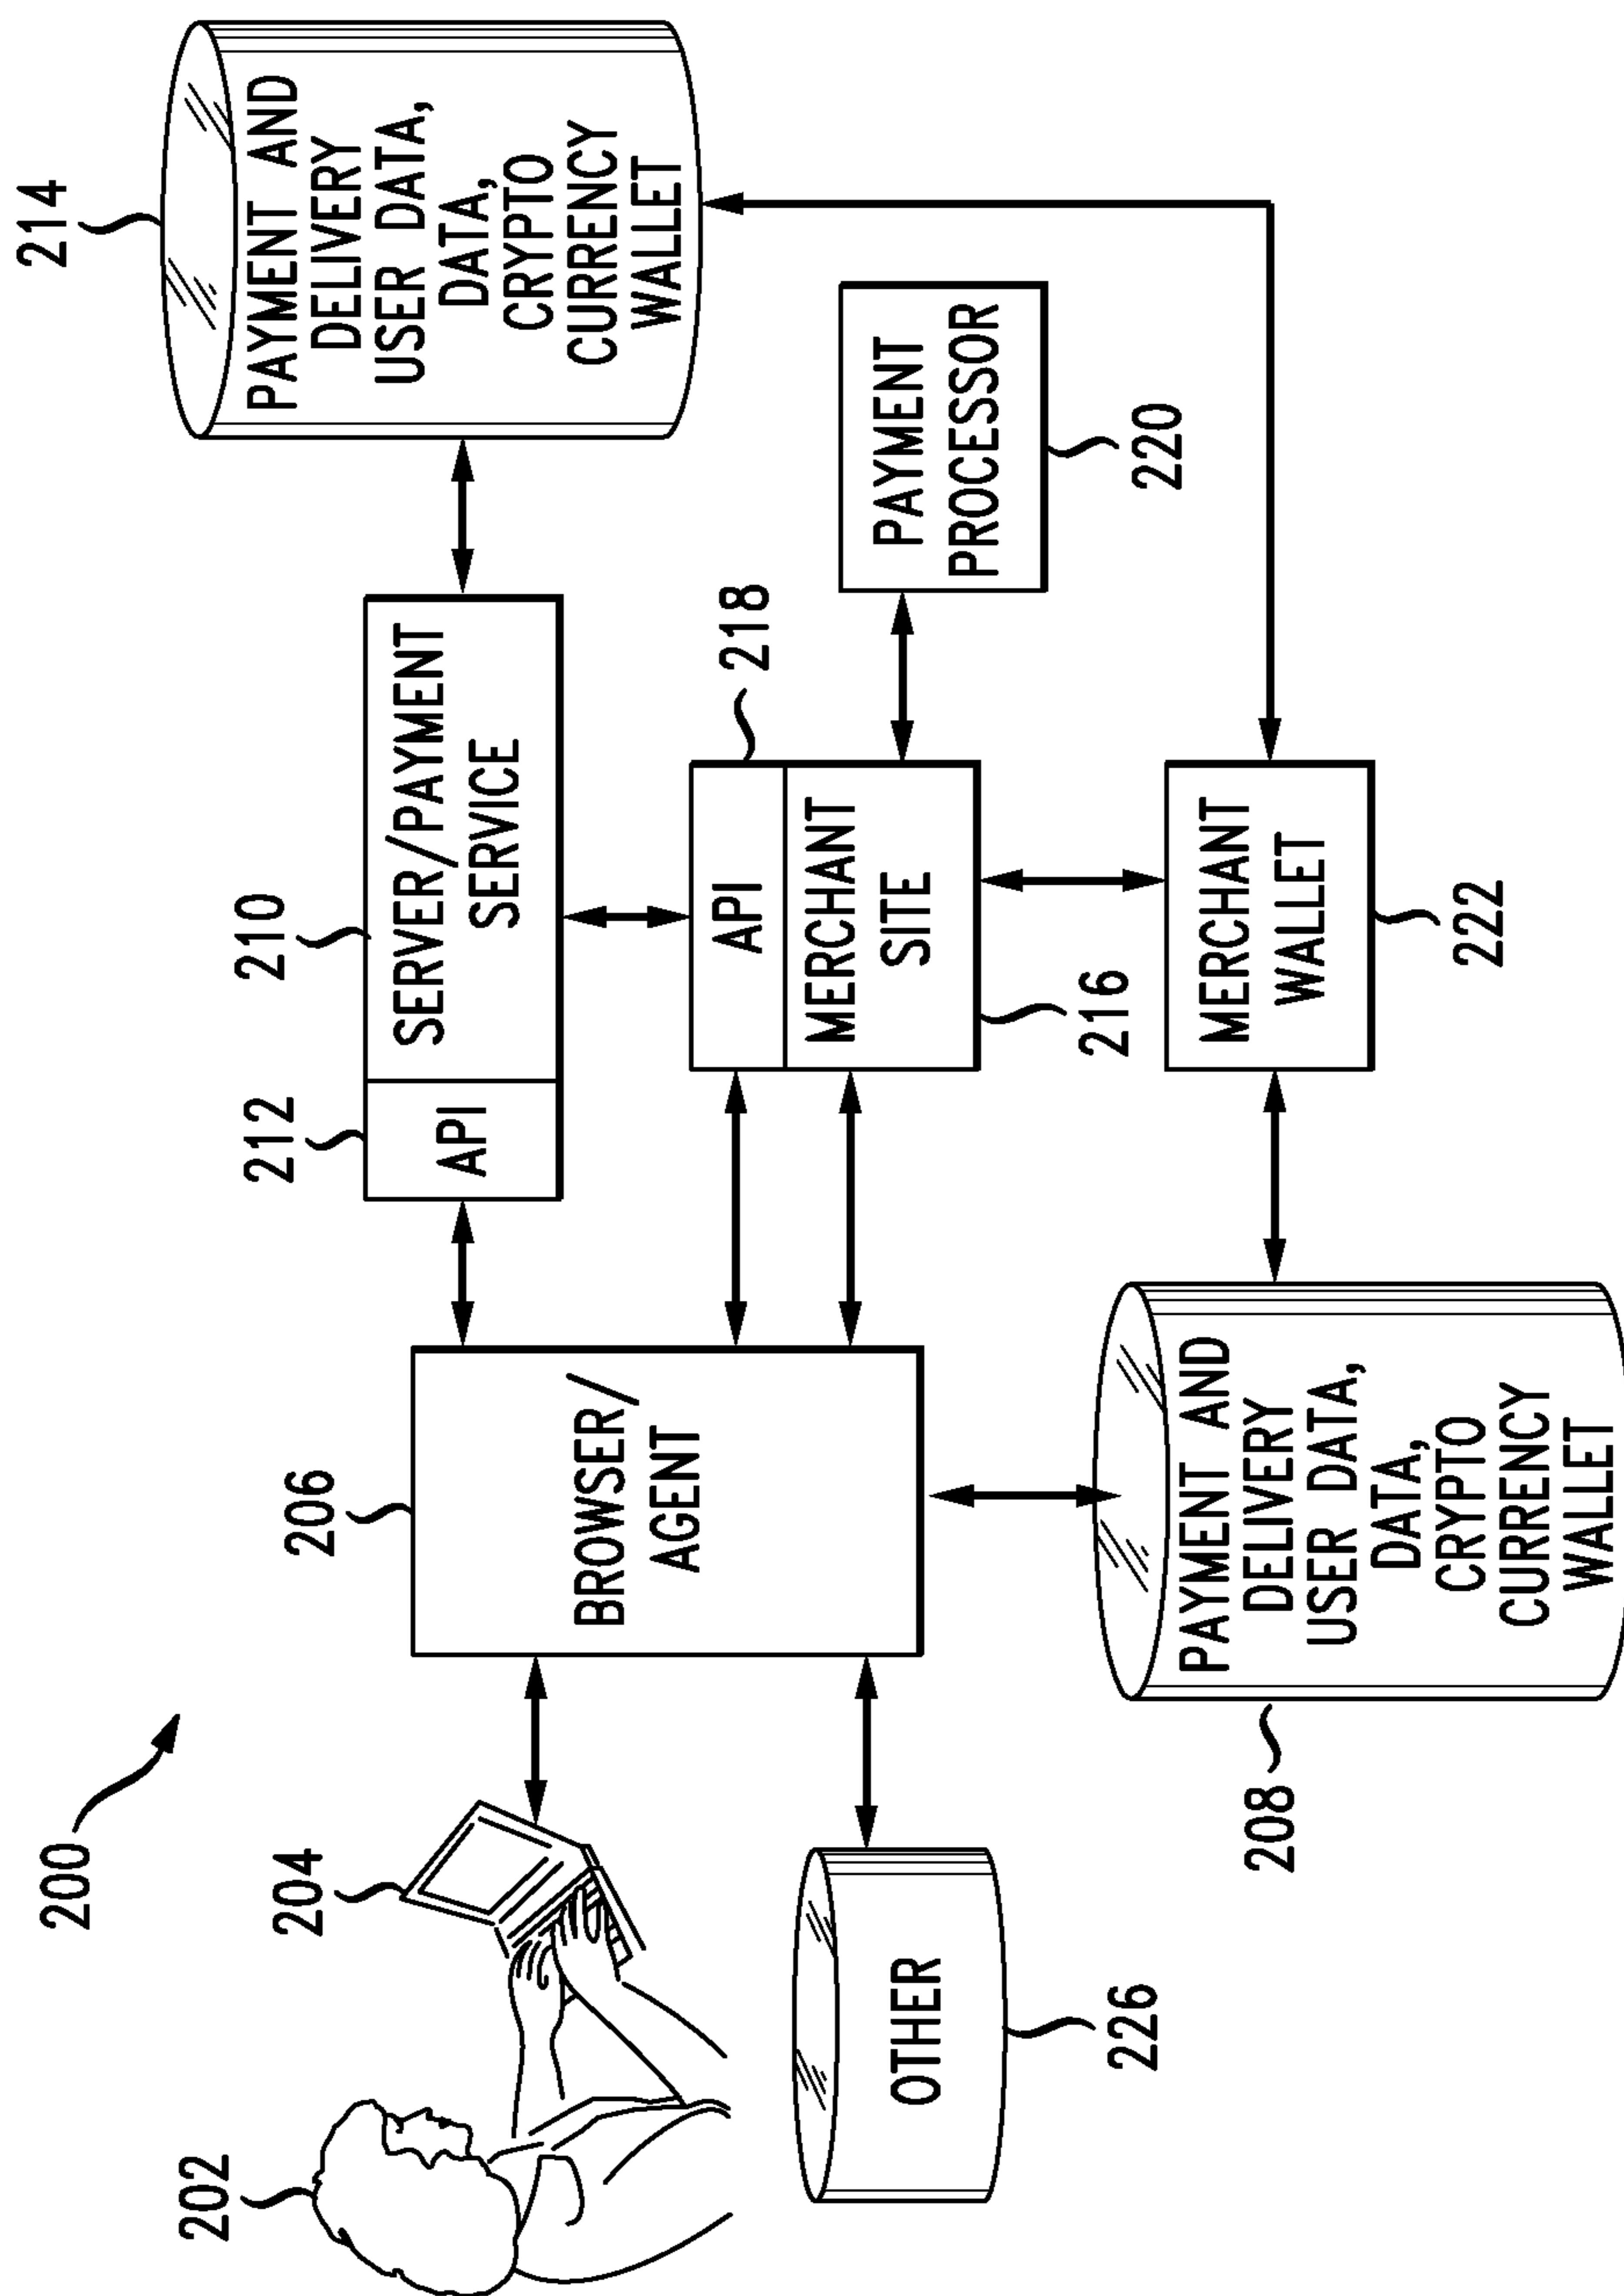 200
202
204
206
BROWSER/
AGENT
212
API
210
SERVER/PAYMENT
SERVICE
214
PAYMENT AND
DELIVERY
USER DATA,
DATA,
CRYPTO
CURRENCY
WALLET
218
API
MERCHANT
SITE
216
PAYMENT
PROCESSOR
220
OTHER
226
208
PAYMENT AND
DELIVERY
USER DATA,
DATA,
CRYPTO
CURRENCY
WALLET
MERCHANT
WALLET
222